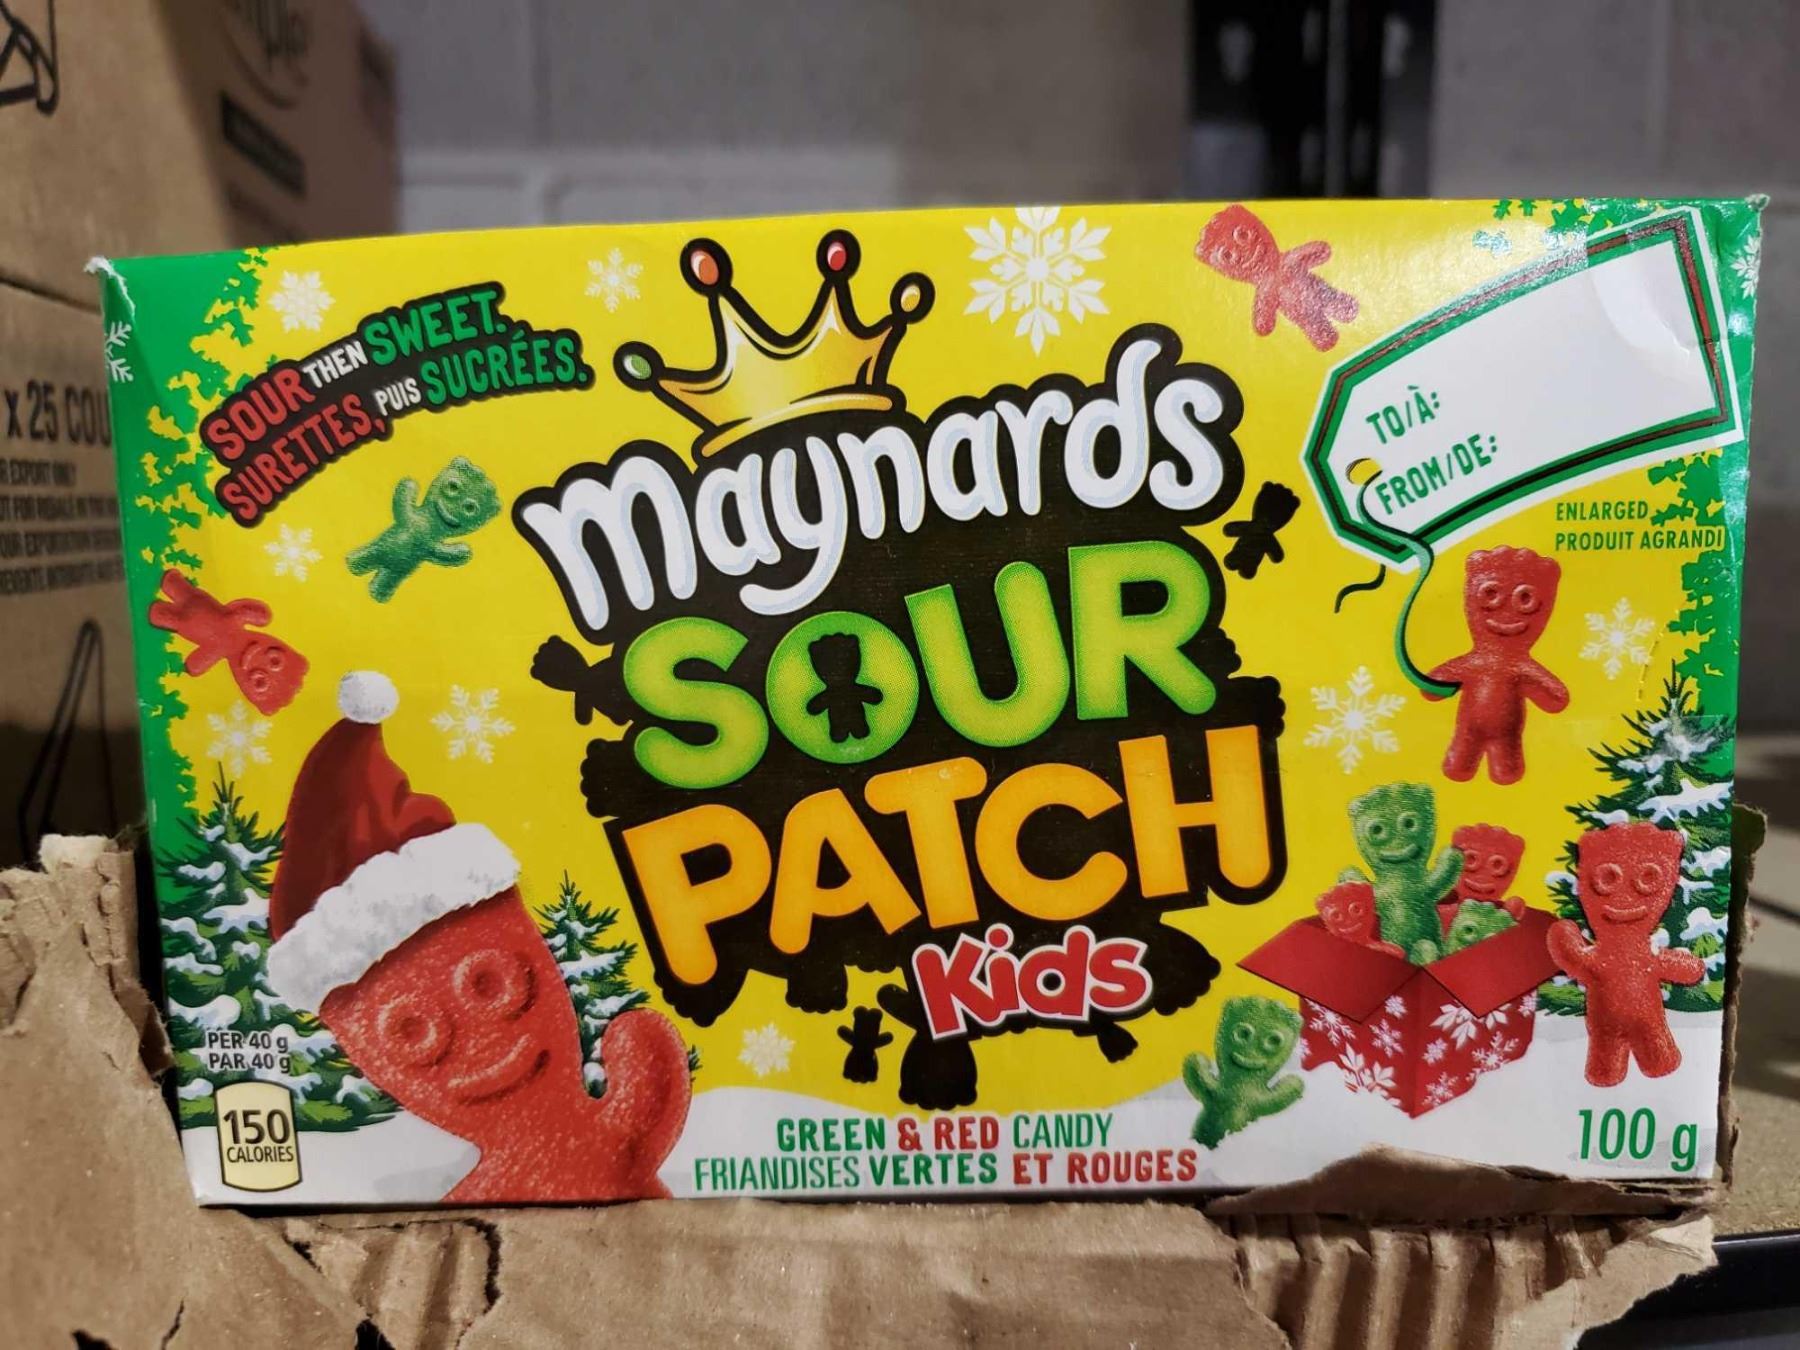 SOUR THEN SWEET.
SURETTES, PUIS SUCRÉES.
maynards
SOUR
PATCH
Kids
TO/À:
FROM/DE:
ENLARGED
PRODUIT AGRANDI
PER 40 g
PAR 40 g
150
CALORIES
GREEN & RED CANDY
FRIANDISES VERTES ET ROUGES
100 g
X 25 COU